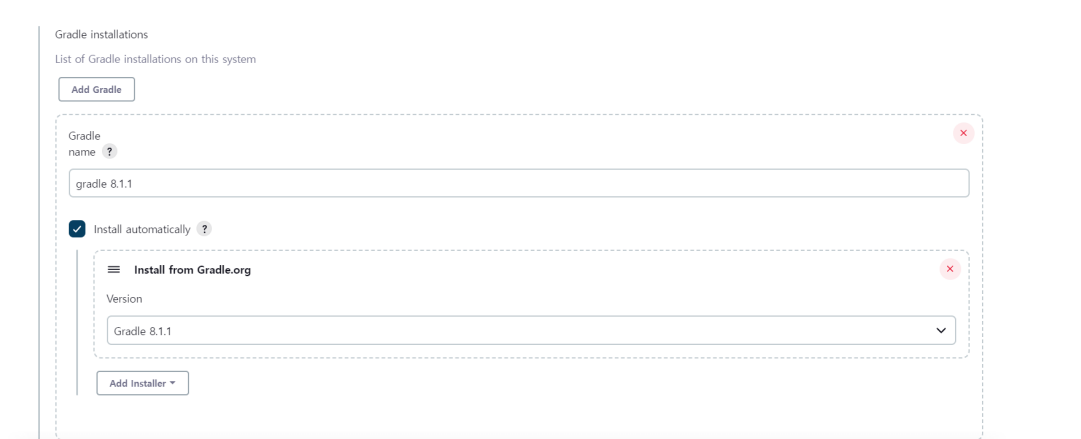 Gradle installations
List of Gradle installations on this system
Add Gradle
Gradle
name ?
gradle 8.1.1
Install automatically ?
Install from Gradle.org
Version
Gradle 8.1.1
Add Installer